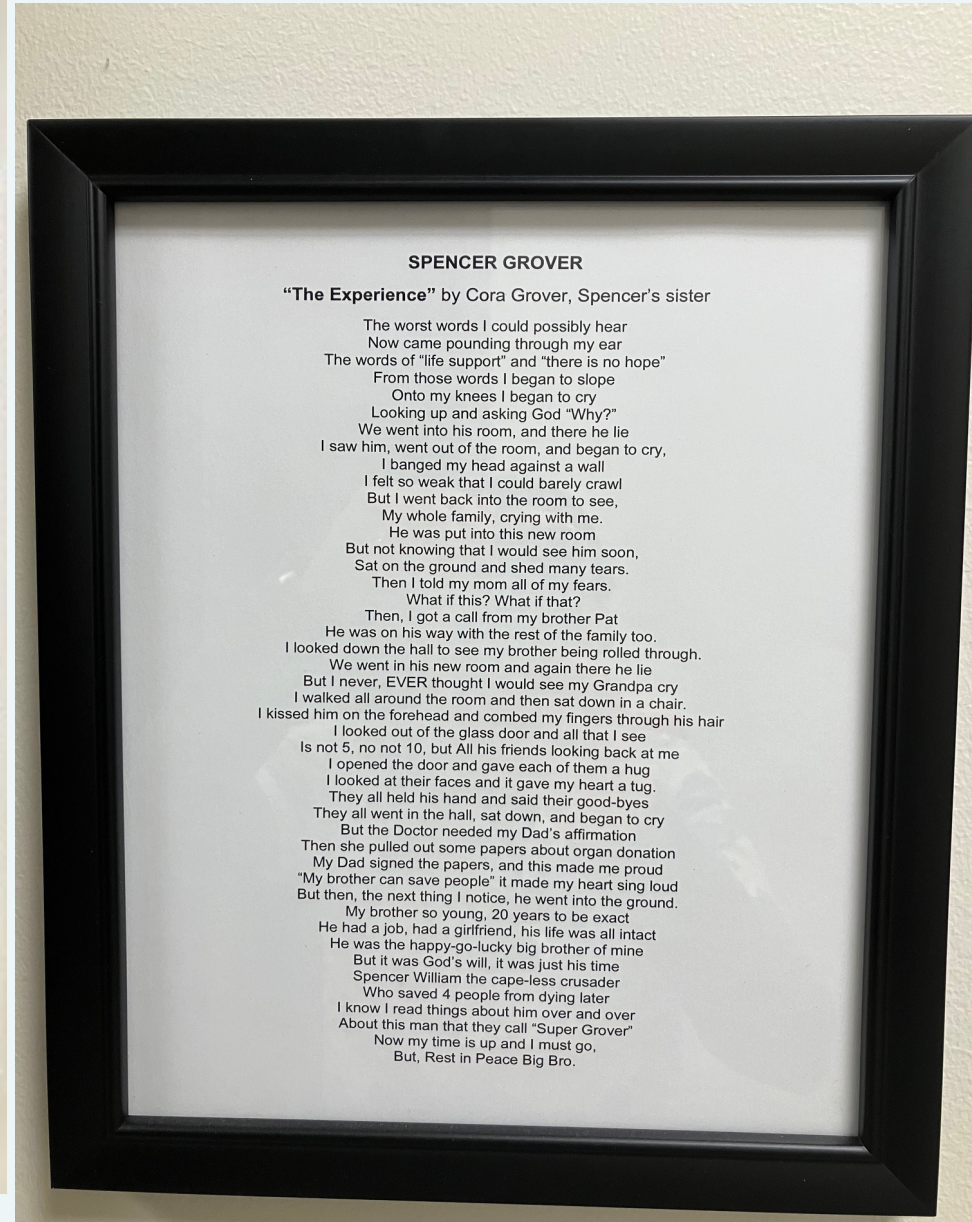 SPENCER GROVER
“The Experience” by Cora Grover, Spencer’s sister
The worst words I could possibly hear
Now came pounding through my ear
The words of “life support” and “there is no hope”
From those words I began to slope
Onto my knees I began to cry
Looking up and asking God “Why?”
We went into his room, and there he lie
I saw him, went out of the room, and began to cry,
I banged my head against a wall
I felt so weak that I could barely crawl
But I went back into the room to see,
My whole family, crying with me.
He was put into this new room
But not knowing that I would see him soon,
Sat on the ground and shed many tears.
Then I told my mom all of my fears.
What if this? What if that?
Then, I got a call from my brother Pat
He was on his way with the rest of the family too.
I looked down the hall to see my brother being rolled through.
We went in his new room and again there he lie
But I never, EVER thought I would see my Grandpa cry
I walked all around the room and then sat down in a chair.
I kissed him on the forehead and combed my fingers through his hair
I looked out of the glass door and all that I see
Is not 5, no not 10, but All his friends looking back at me
I opened the door and gave each of them a hug
I looked at their faces and it gave my heart a tug.
They all held his hand and said their good-byes
They all went in the hall, sat down, and began to cry
But the Doctor needed my Dad’s affirmation
Then she pulled out some papers about organ donation
My Dad signed the papers, and this made me proud
“My brother can save people” it made my heart sing loud
But then, the next thing I notice, he went into the ground.
My brother so young, 20 years to be exact
He had a job, had a girlfriend, his life was all intact
He was the happy-go-lucky big brother of mine
But it was God’s will, it was just his time
Spencer William the cape-less crusader
Who saved 4 people from dying later
I know I read things about him over and over
About this man that they call “Super Grover”
Now my time is up and I must go,
But, Rest in Peace Big Bro.